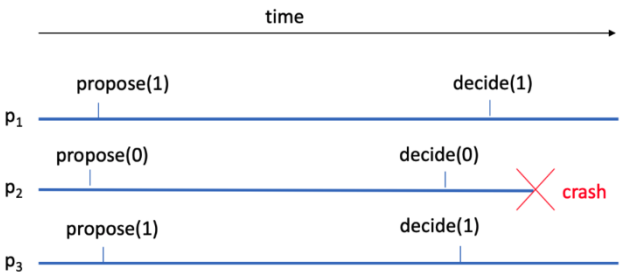 time
propose(1) decide(1)
p₁
propose(0) decide(0)
p₂ crash
propose(1) decide(1)
p₃